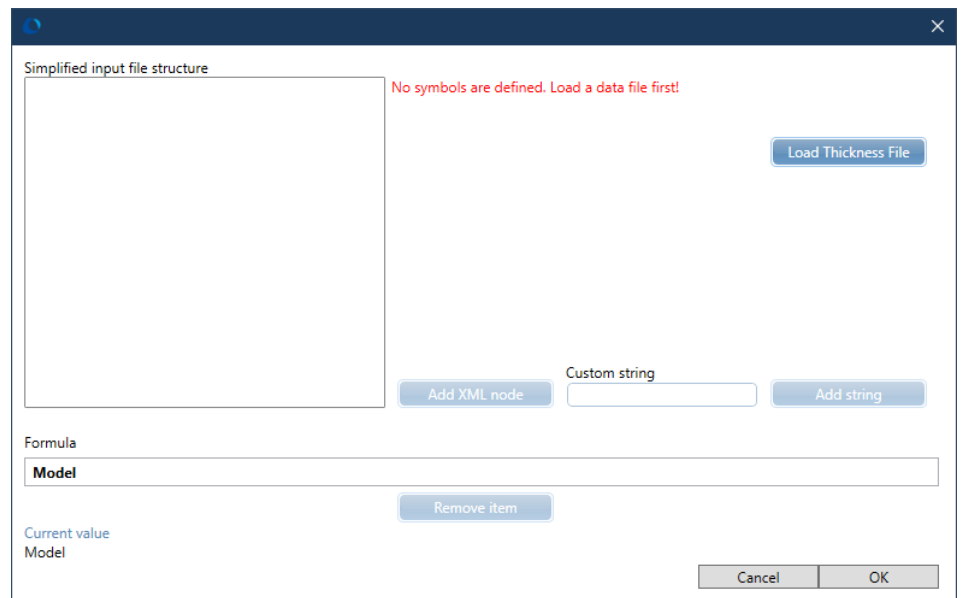 Simplified input file structure
No symbols are defined. Load a data file first!
Load Thickness File
Custom string
Add XML node
Add string
Formula
Model
Remove item
Current value
Model
Cancel
OK